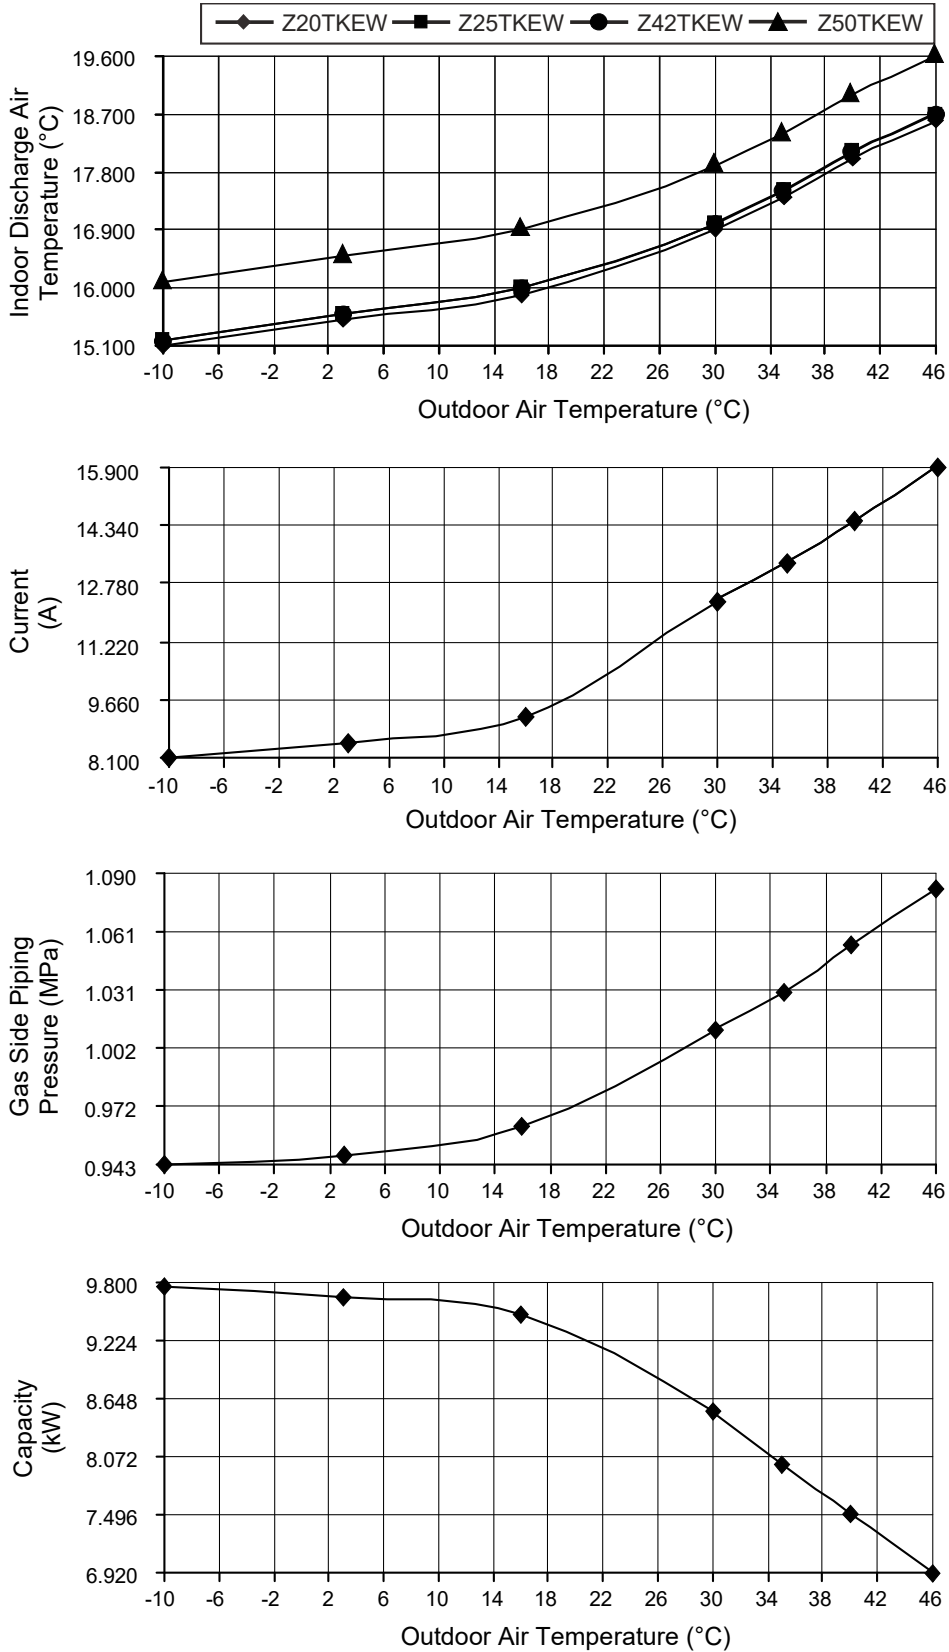 Z20TKEW Z25TKEW Z42TKEW Z50TKEW
Indoor Discharge Air
Temperature (°C)
19.600
18.700
17.800
16.900
16.000
15.100
-10 -6 -2 2 6 10 14 18 22 26 30 34 38 42 46
Outdoor Air Temperature (°C)
Current
(A)
15.900
14.340
12.780
11.220
9.660
8.100
-10 -6 -2 2 6 10 14 18 22 26 30 34 38 42 46
Outdoor Air Temperature (°C)
Gas Side Piping
Pressure (MPa)
1.090
1.061
1.031
1.002
0.972
0.943
-10 -6 -2 2 6 10 14 18 22 26 30 34 38 42 46
Outdoor Air Temperature (°C)
Capacity
(kW)
9.800
9.224
8.648
8.072
7.496
6.920
-10 -6 -2 2 6 10 14 18 22 26 30 34 38 42 46
Outdoor Air Temperature (°C)